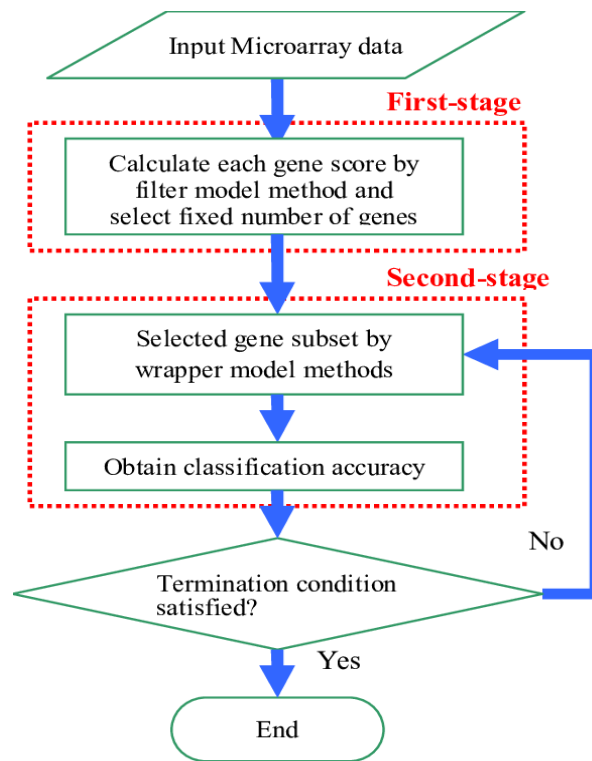 Input Microarray data
First-stage
Calculate each gene score by
filter model method and
select fixed number of genes
Second-stage
Selected gene subset by
wrapper model methods
Obtain classification accuracy
No
Termination condition
satisfied?
Yes
End